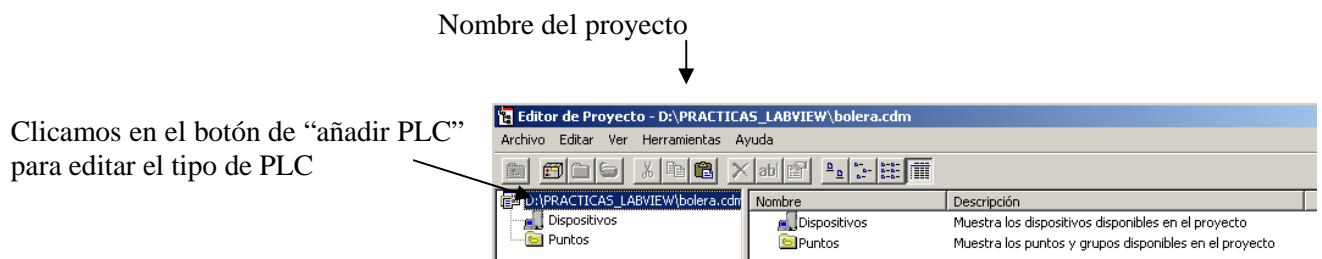 Nombre del proyecto
Clicamos en el botón de “añadir PLC”
para editar el tipo de PLC
Editor de Proyecto - D:\PRACTICAS_LABVIEW\bolera.cdm
Archivo Editar Ver Herramientas Ayuda
ab
D:\PRACTICAS_LABVIEW\bolera.cdm
Dispositivos
Puntos
Nombre Descripción
Dispositivos Muestra los dispositivos disponibles en el proyecto
Puntos Muestra los puntos y grupos disponibles en el proyecto